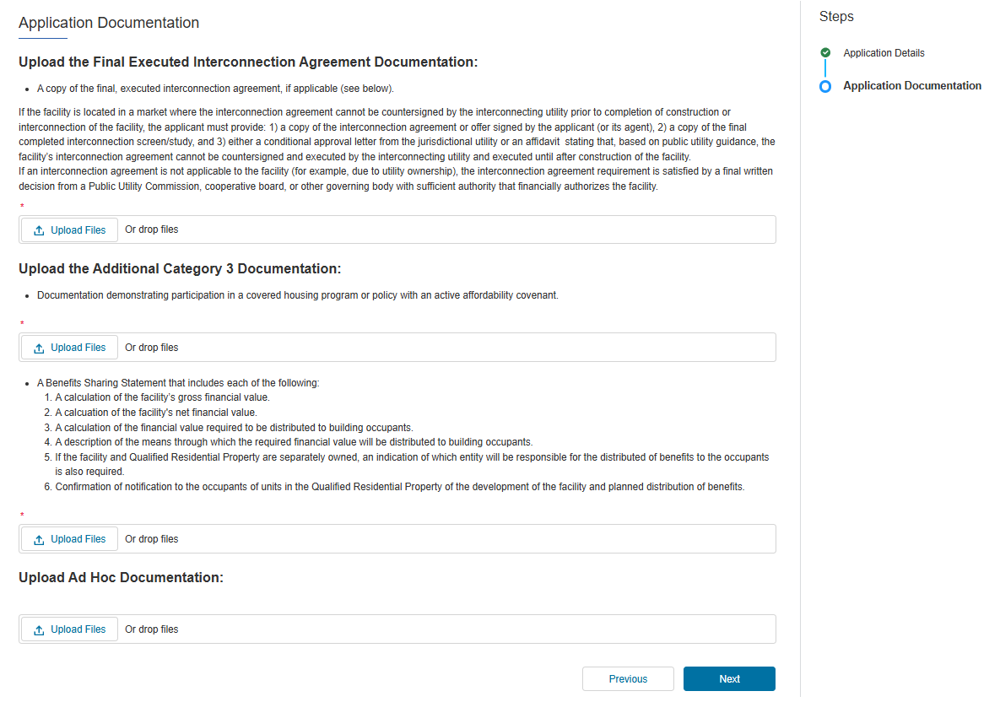 Application Documentation
Steps
Upload the Final Executed Interconnection Agreement Documentation:
Application Details
A copy of the final, executed interconnection agreement, if applicable (see below).
Application Documentation
If the facility is located in a market where the interconnection agreement cannot be countersigned by the interconnecting utility prior to completion of construction or
interconnection of the facility, the applicant must provide: 1) a copy of the interconnection agreement or offer signed by the applicant (or its agent), 2) a copy of the final
completed interconnection screen/study, and 3) either a conditional approval letter from the jurisdictional utility or an affidavit stating that, based on public utility guidance, the
facility's interconnection agreement cannot be countersigned and executed by the interconnecting utility and executed until after construction of the facility.
If an interconnection agreement is not applicable to the facility (for example, due to utility ownership), the interconnection agreement requirement is satisfied by a final written
decision from a Public Utility Commission, cooperative board, or other governing body with sufficient authority that financially authorizes the facility.
*
Upload Files Or drop files
Upload the Additional Category 3 Documentation:
Documentation demonstrating participation in a covered housing program or policy with an active affordability covenant.
*
Upload Files Or drop files
A Benefits Sharing Statement that includes each of the following:
1. A calculation of the facility's gross financial value.
2. A calcuation of the facility's net financial value.
3. A calculation of the financial value required to be distributed to building occupants.
4. A description of the means through which the required financial value will be distributed to building occupants.
5. If the facility and Qualified Residential Property are separately owned, an indication of which entity will be responsible for the distributed of benefits to the occupants
is also required.
6. Confirmation of notification to the occupants of units in the Qualified Residential Property of the development of the facility and planned distribution of benefits.
*
Upload Files Or drop files
Upload Ad Hoc Documentation:
Upload Files Or drop files
Previous Next